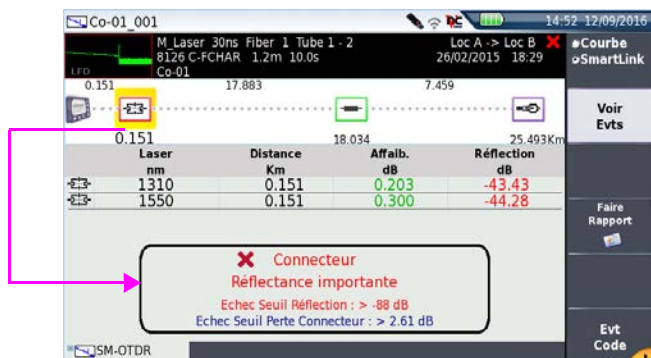 Co-01_001
14:52 12/09/2016
M_Laser 30ns Fiber 1 Tube 1 - 2
Loc A -> Loc B
8126 C-FCHAR 1.2m 10.0s
26/02/2015 18:29
LFD
Co-01
Courbe
SmartLink
0.151
17.883
7.459
0.151
18.034
25.493Km
Voir
Evts
Laser Distance Affaib. Réflection
nm Km dB dB
1310 0.151 0.203 -43.43
1550 0.151 0.300 -44.28
Faire
Rapport
Connecteur
Réflectance importante
Echec Seuil Réflection : > -88 dB
Echec Seuil Perte Connecteur : > 2.61 dB
Evt
Code
SM-OTDR